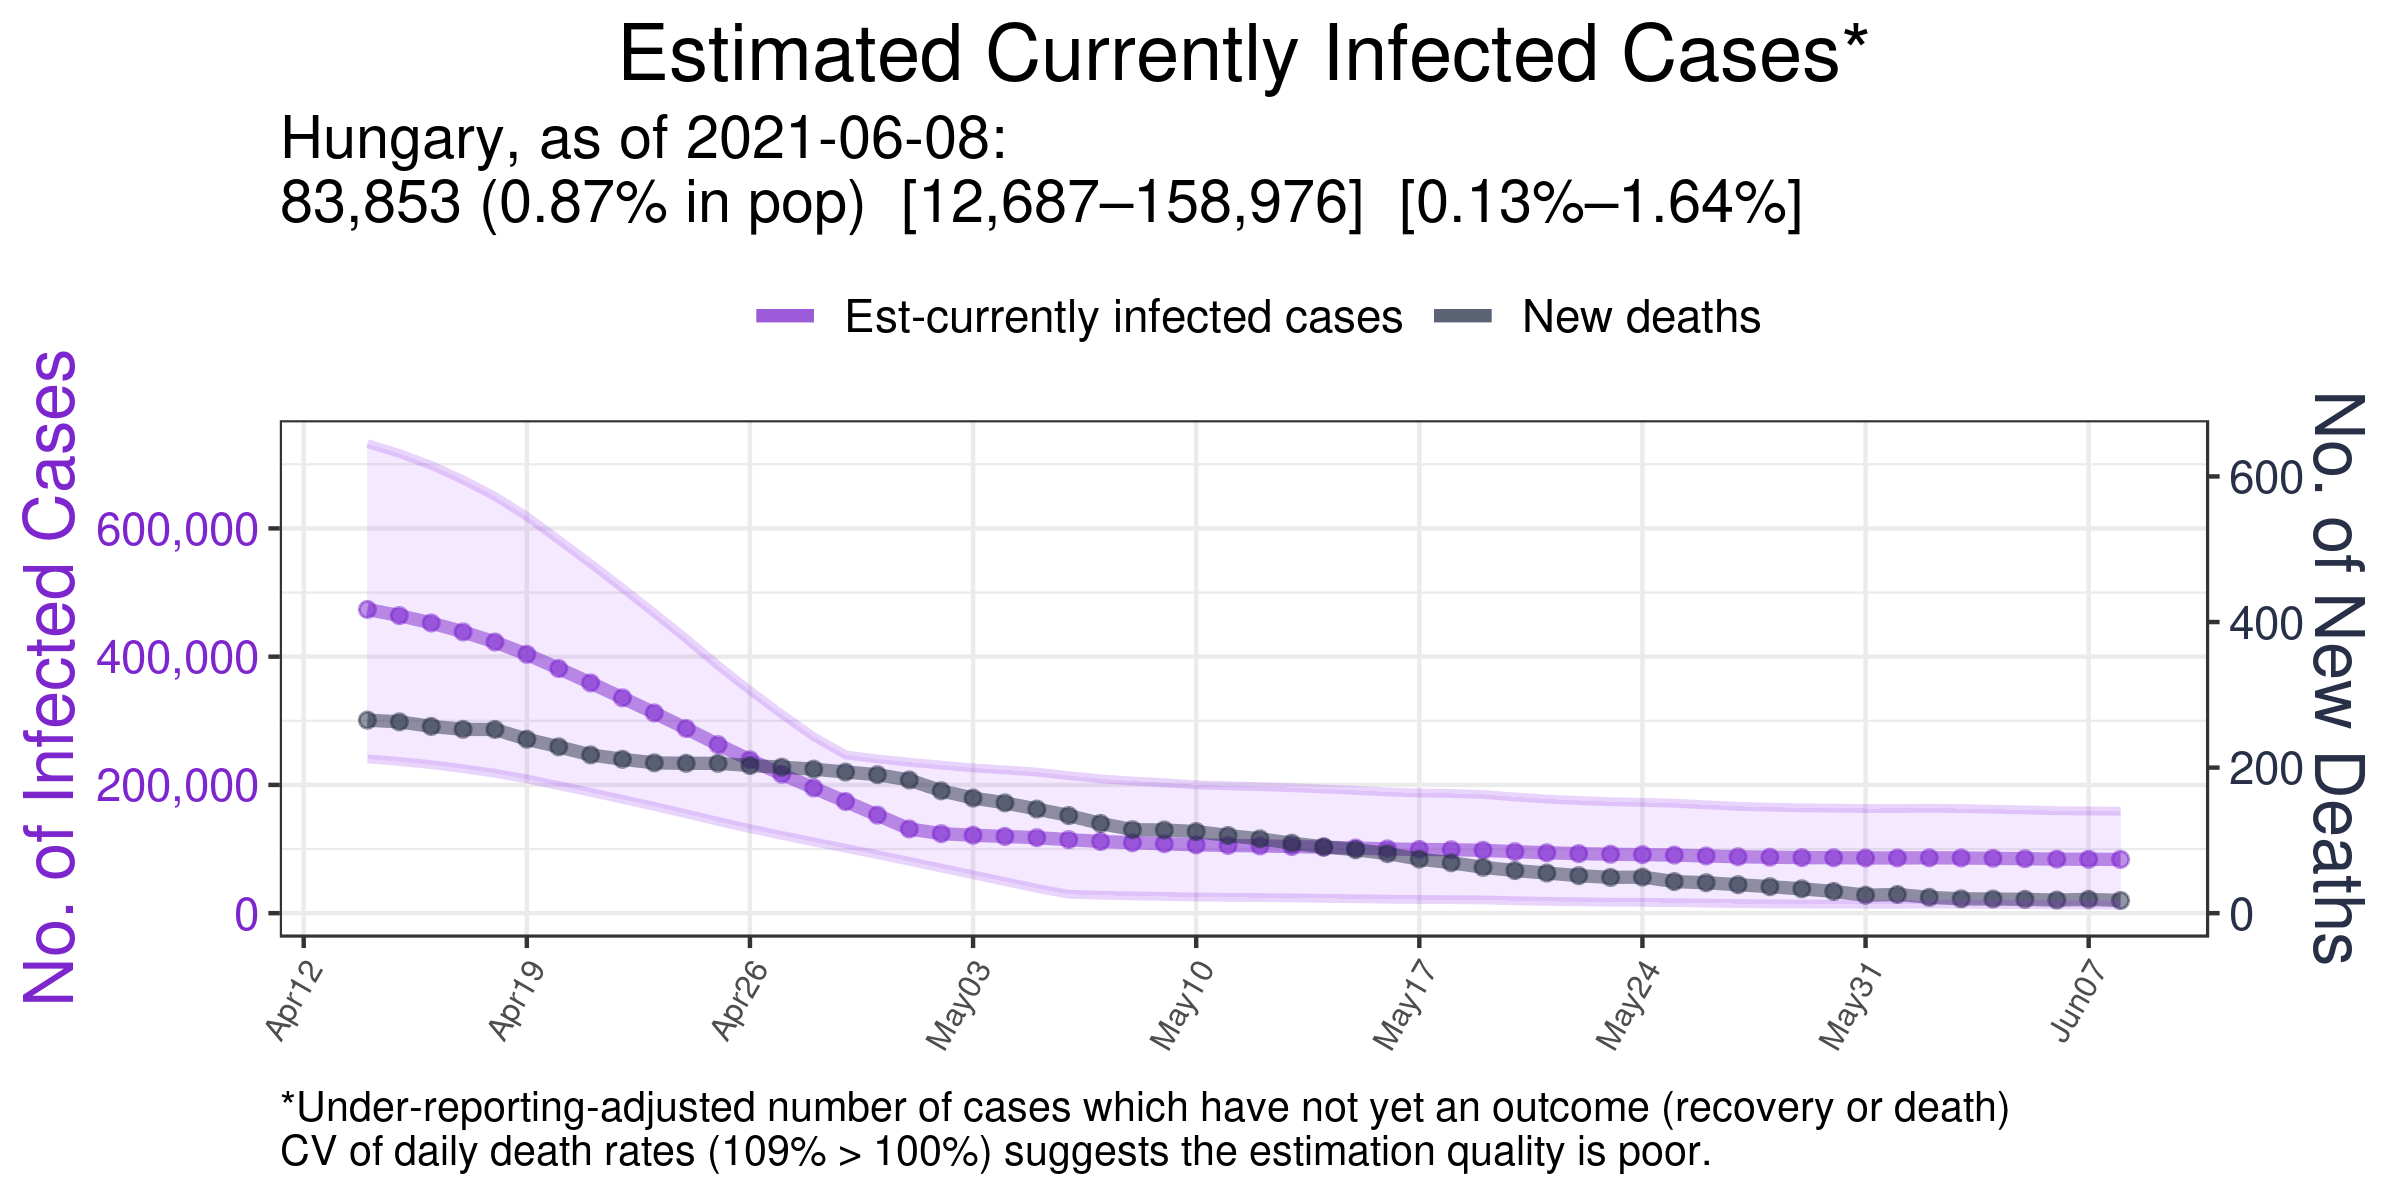 Estimated Currently Infected Cases*
Hungary, as of 2021-06-08:
83,853 (0.87% in pop) [12,687–158,976] [0.13%–1.64%]
Est-currently infected cases
New deaths
No. of Infected Cases
600,000
400,000
200,000
0
600
400
200
0
No. of New Deaths
Apr12
Apr19
Apr26
May03
May10
May17
May24
May31
Jun07
*Under-reporting-adjusted number of cases which have not yet an outcome (recovery or death)
CV of daily death rates (109% > 100%) suggests the estimation quality is poor.